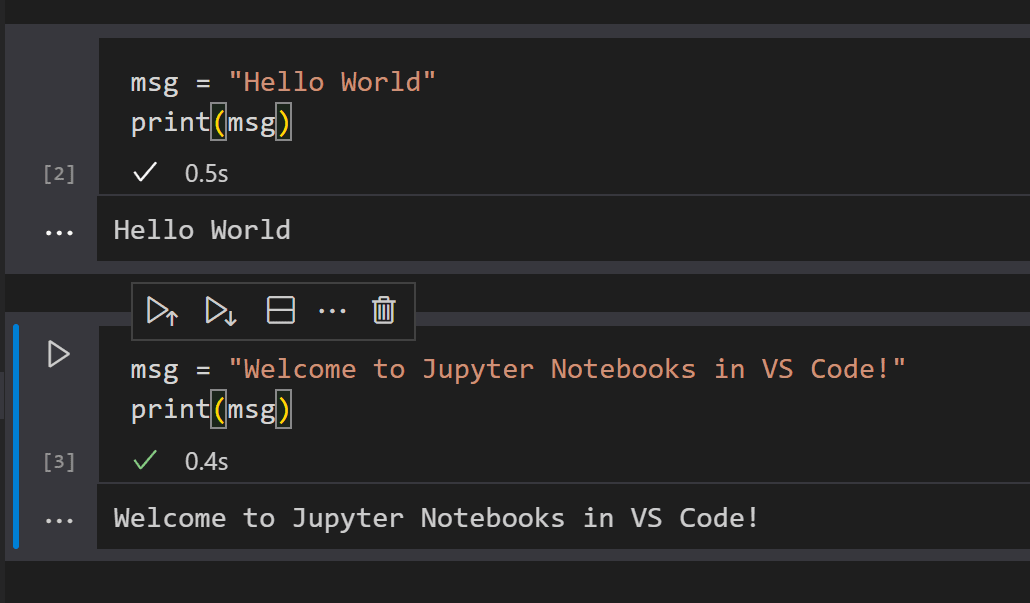 msg = "Hello World"
print(msg)
[2] 0.5s
Hello World
msg = "Welcome to Jupyter Notebooks in VS Code!"
print(msg)
[3] 0.4s
Welcome to Jupyter Notebooks in VS Code!